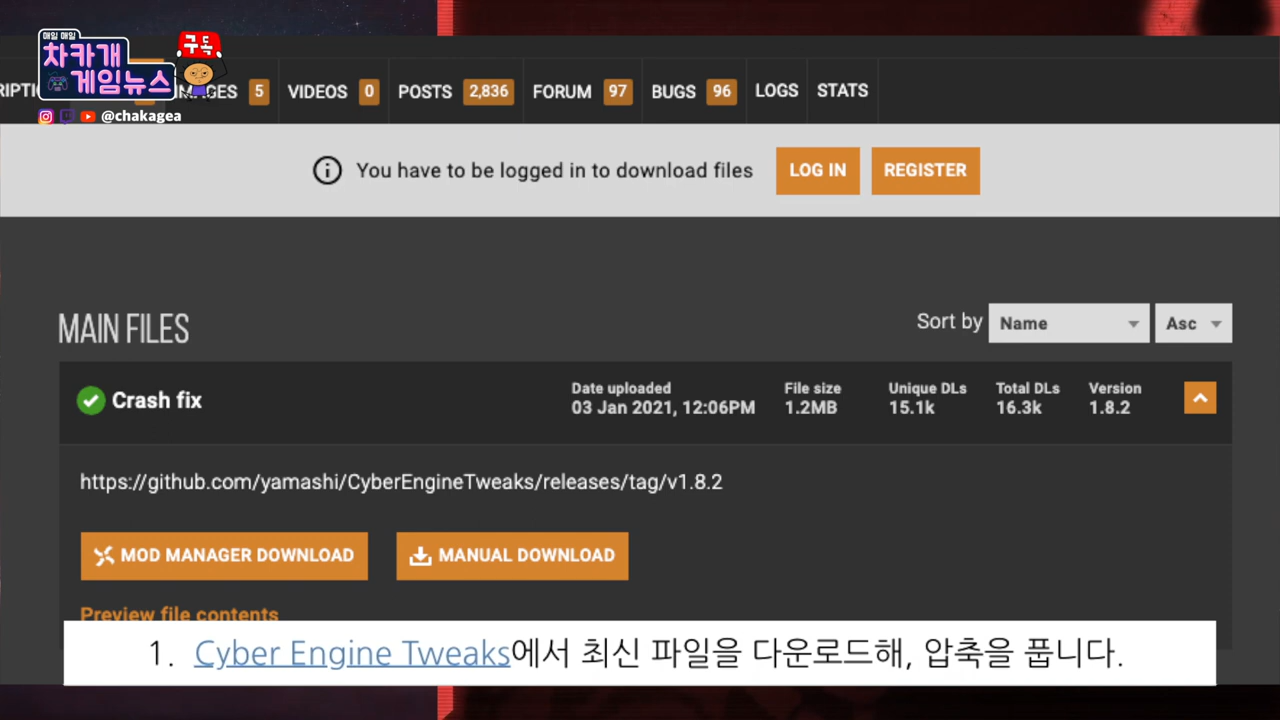 매일 매일
차카개
게임뉴스
구독
@chakagea
5 VIDEOS 0 POSTS 2,836 FORUM 97 BUGS 96 LOGS STATS
You have to be logged in to download files LOG IN REGISTER
MAIN FILES Sort by Name Asc
Crash fix
Date uploaded File size Unique DLs Total DLs Version
03 Jan 2021, 12:06PM 1.2MB 15.1k 16.3k 1.8.2
https://github.com/yamashi/CyberEngineTweaks/releases/tag/v1.8.2
MOD MANAGER DOWNLOAD MANUAL DOWNLOAD
Preview file contents
1. Cyber Engine Tweaks에서 최신 파일을 다운로드해, 압축을 풉니다.